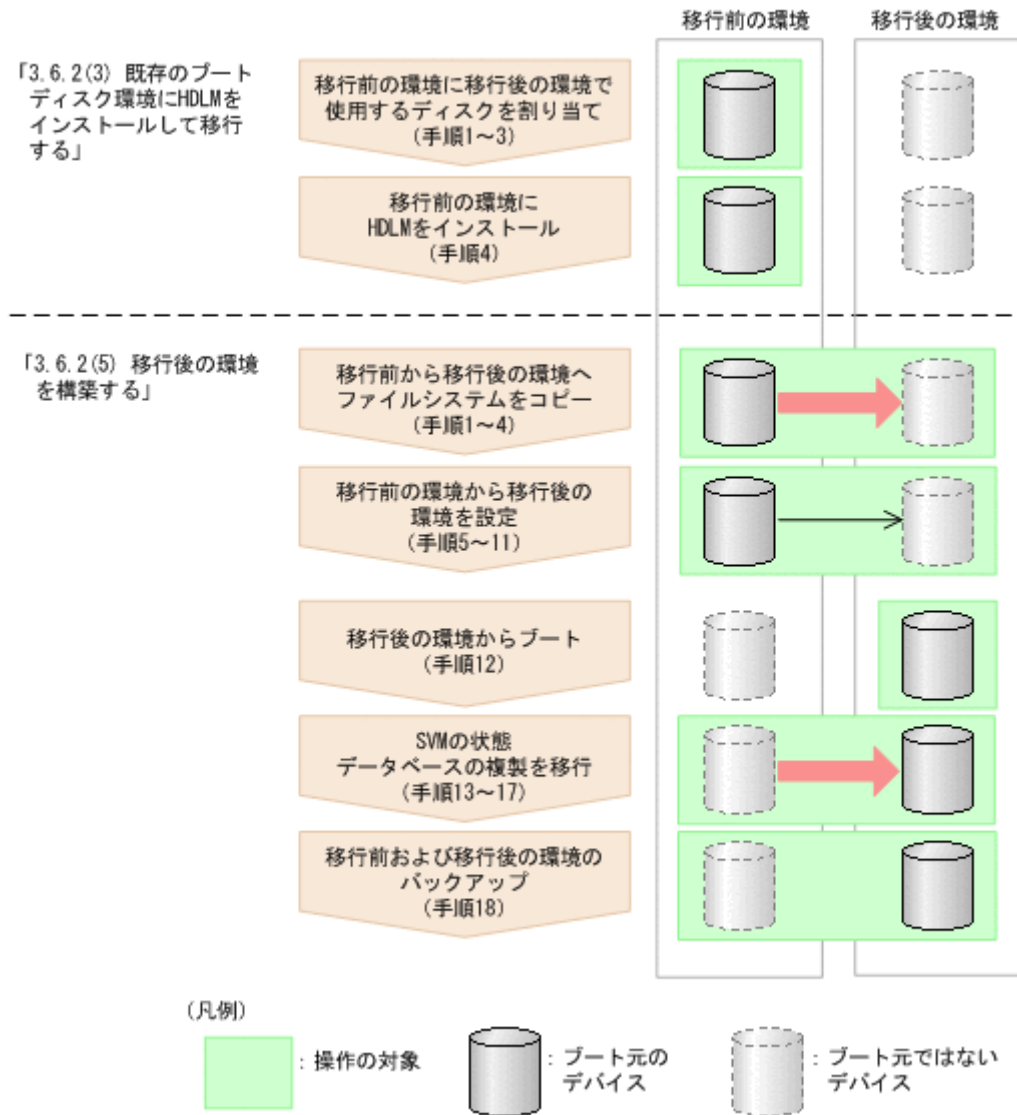 移行前の環境
移行後の環境
「3.6.2(3) 既存のブート
ディスク環境にHDLMを
インストールして移行
する」
移行前の環境に移行後の環境で
使用するディスクを割り当て
(手順1～3)
移行前の環境に
HDLMをインストール
(手順4)
「3.6.2(5) 移行後の環境
を構築する」
移行前から移行後の環境へ
ファイルシステムをコピー
(手順1～4)
移行前の環境から移行後の
環境を設定
(手順5～11)
移行後の環境からブート
(手順12)
SVMの状態
データベースの複製を移行
(手順13～17)
移行前および移行後の環境の
バックアップ
(手順18)
(凡例)
：操作の対象
：ブート元の
デバイス
：ブート元ではない
デバイス